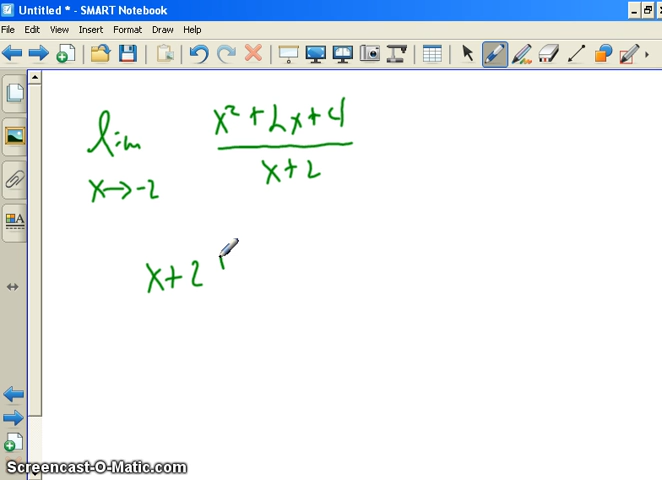 Untitled * - SMART Notebook
File Edit View Insert Format Draw Help
lim x² + 2x + 4
x + 2
x → -2
x + 2
Screencast-O-Matic.com